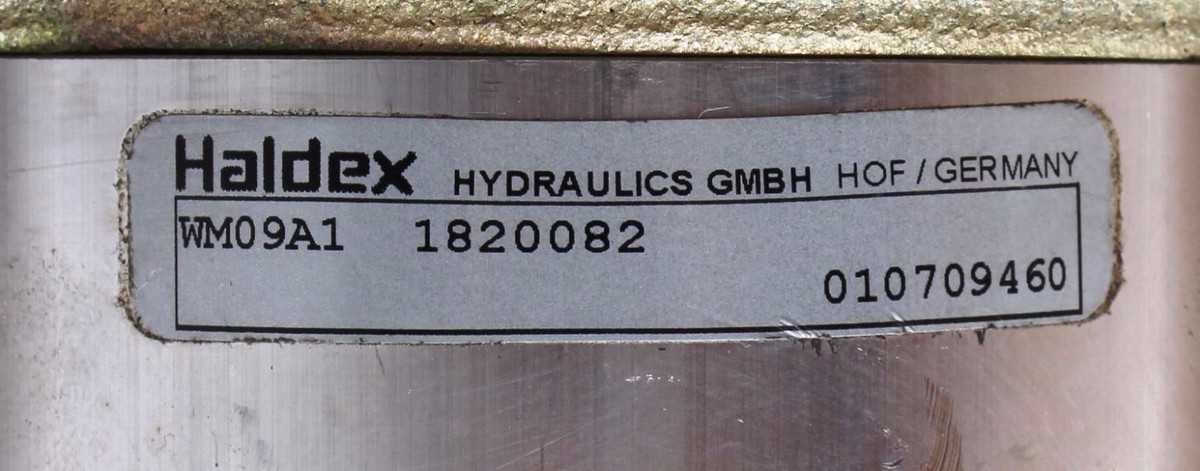 Haldex HYDRAULICS GMBH HOF / GERMANY
WM09A1 1820082
010709460